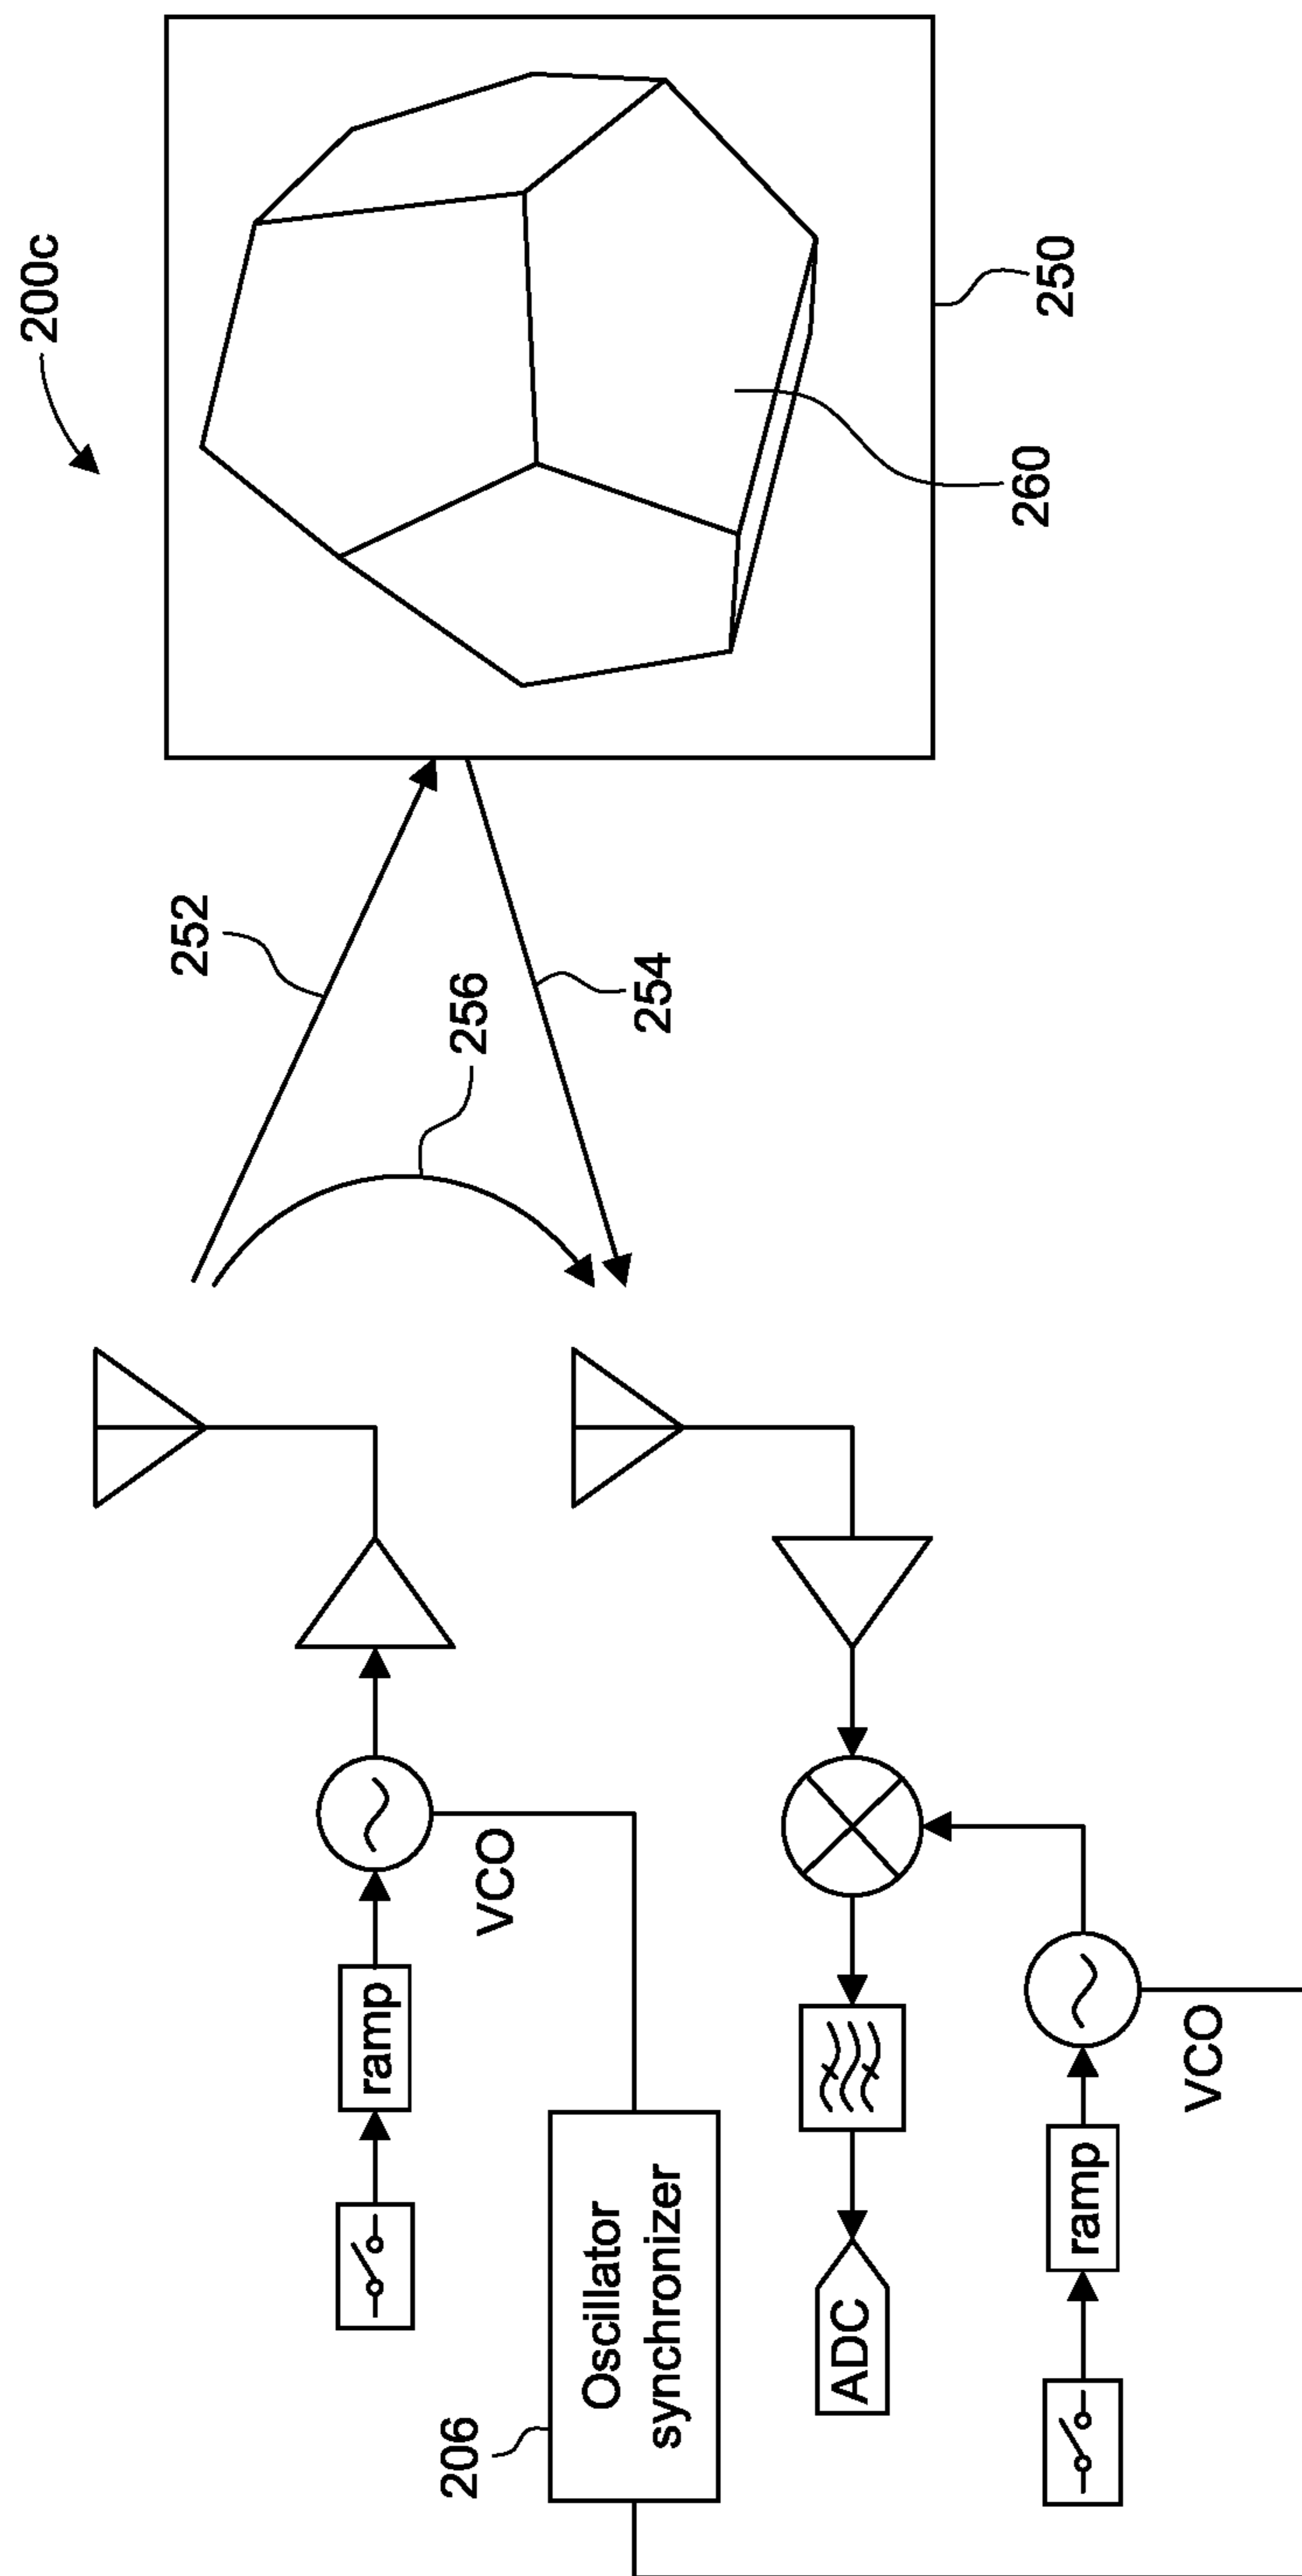 200c
252
256
254
250
260
ramp
VCO
206
Oscillator
synchronizer
ADC
ramp
VCO